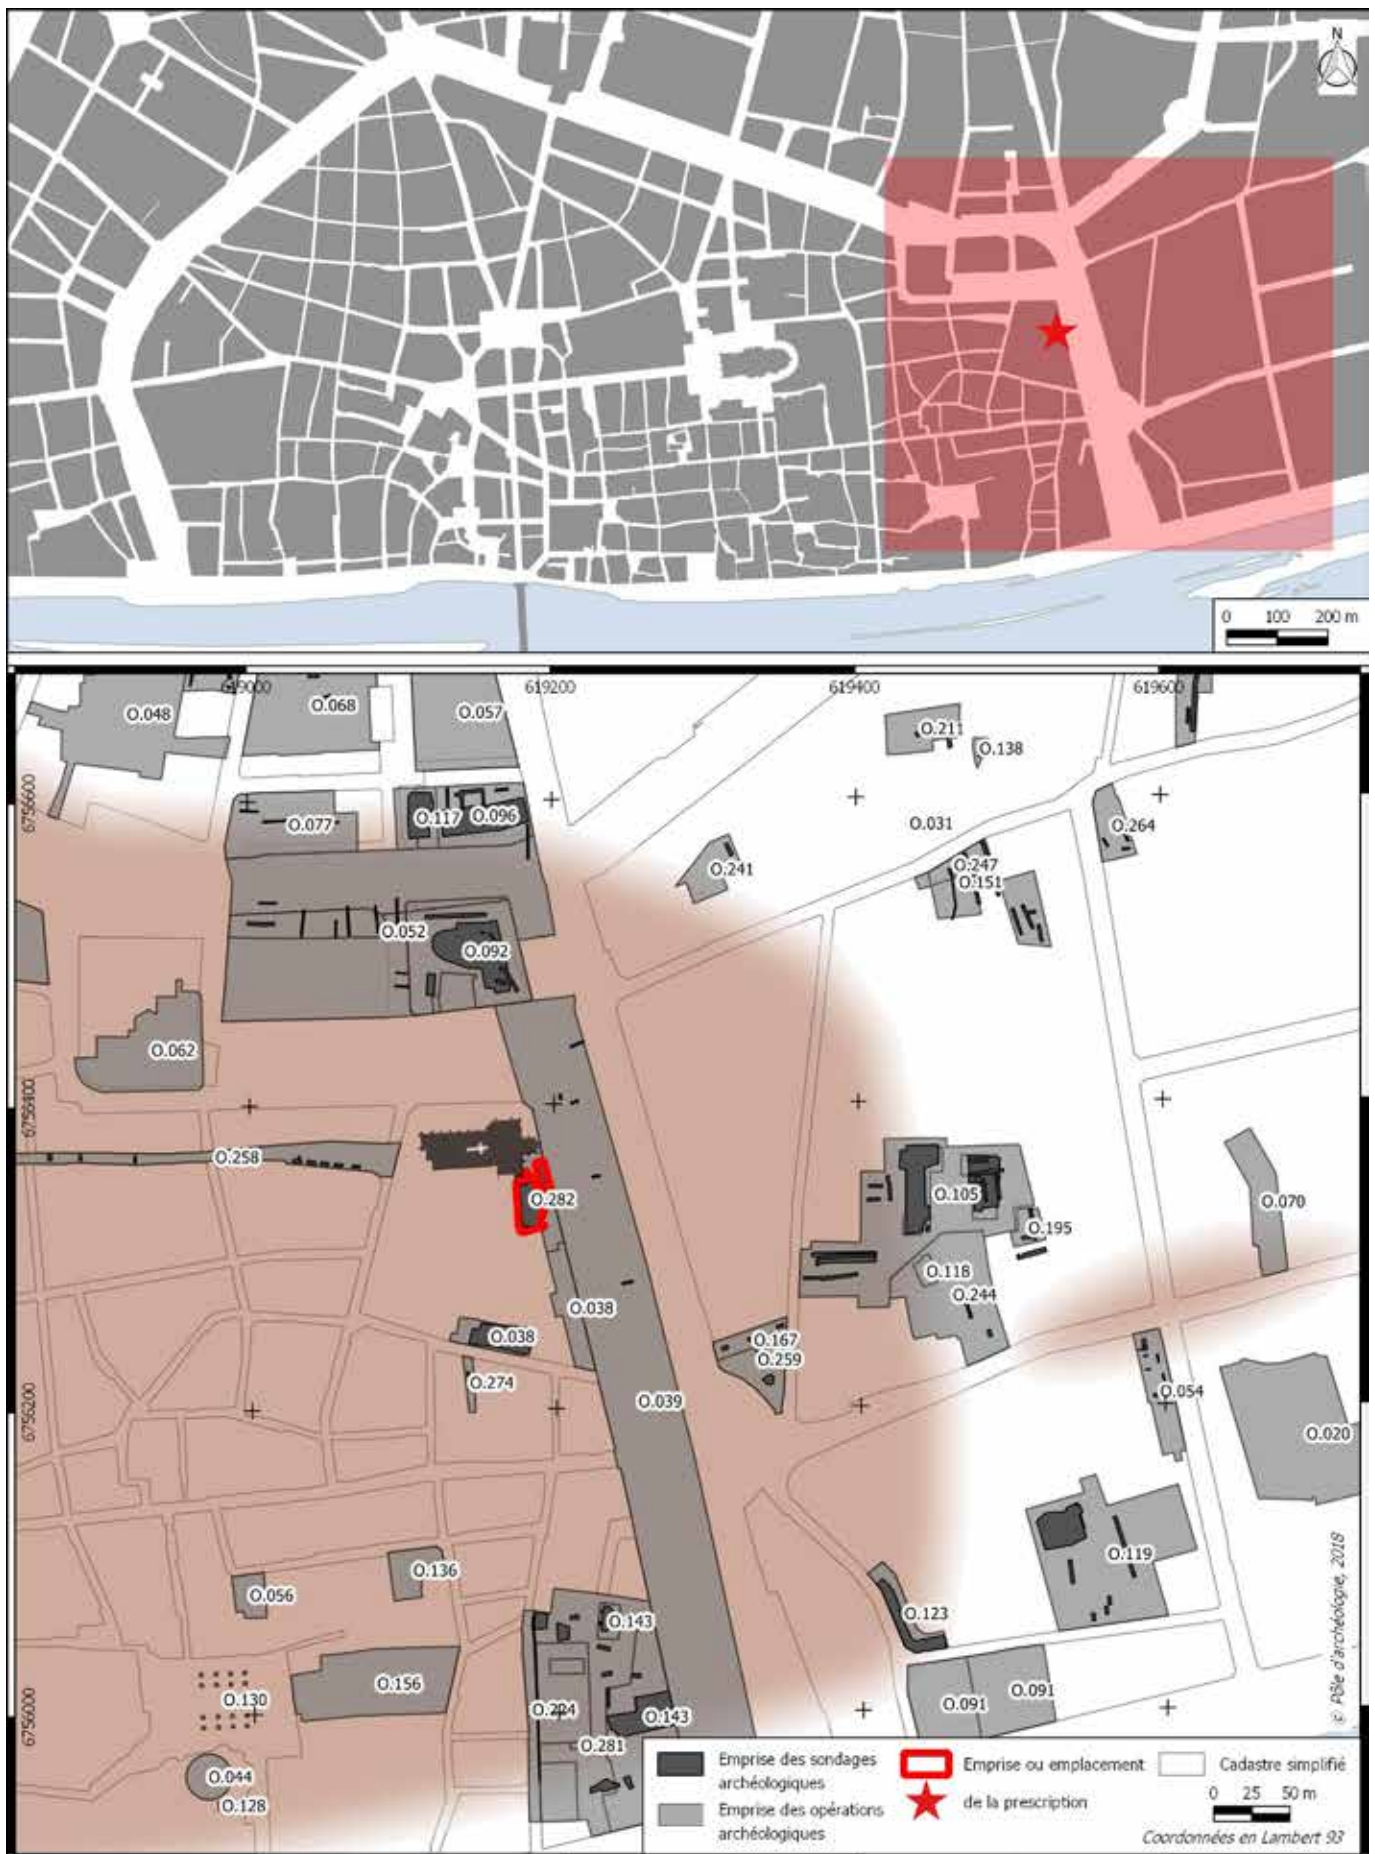 N
0 100 200 m
619000 619200 619400 619600
O.048
O.068
O.057
O.211
O.138
6756600
O.077
O.117
O.096
O.031
O.264
O.241
O.247
O.151
O.052
O.092
O.062
6756400
O.258
O.282
O.105
O.195
O.070
O.118
O.244
O.038
O.038
O.167
O.259
O.274
O.039
O.054
6756200
O.020
O.119
O.136
O.056
O.123
O.143
O.156
O.130
O.091
O.091
6756000
O.143
O.281
O.044
O.128
© Pôle d'archéologie, 2018
Emprise des sondages
archéologiques
Emprise des opérations
archéologiques
Emprise ou emplacement
de la prescription
Cadastre simplifié
0 25 50 m
Coordonnées en Lambert 93